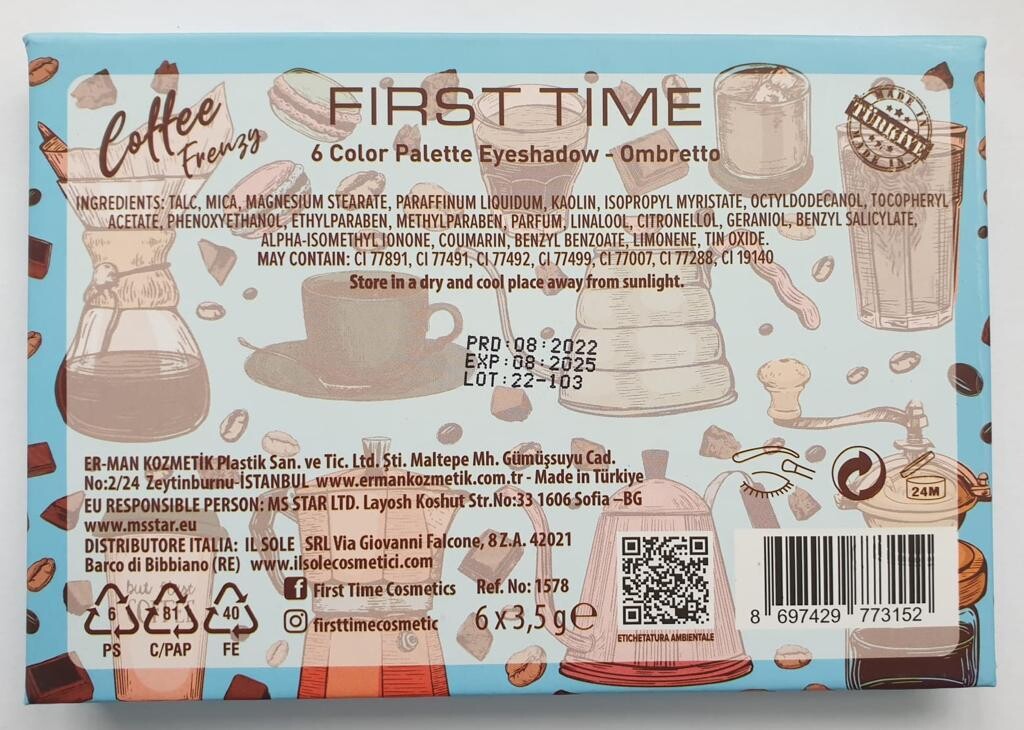 Coffee
Frenzy
FIRST TIME
6 Color Palette Eyeshadow - Ombretto
MADE IN
TÜRKİYE
MADE IN
INGREDIENTS: TALC, MICA, MAGNESIUM STEARATE, PARAFFINUM LIQUIDUM, KAOLIN, ISOPROPYL MYRISTATE, OCTYLDODECANOL, TOCOPHERYL
ACETATE, PHENOXYETHANOL, ETHYLPARABEN, METHYLPARABEN, PARFUM, LINALOOL, CITRONELLOL, GERANIOL, BENZYL SALICYLATE,
ALPHA-ISOMETHYL IONONE, COUMARIN, BENZYL BENZOATE, LIMONENE, TIN OXIDE.
MAY CONTAIN: CI 77891, CI 77491, CI 77492, CI 77499, CI 77007, CI 77288, CI 19140
Store in a dry and cool place away from sunlight.
PRD:08:2022
EXP:08:2025
LOT:22-103
ER-MAN KOZMETİK Plastik San. ve Tic. Ltd. Şti. Maltepe Mh. Gümüşsuyu Cad.
No:2/24 Zeytinburnu-İSTANBUL www.ermankozmetik.com.tr - Made in Türkiye
EU RESPONSIBLE PERSON: MS STAR LTD. Layosh Koshut Str.No:33 1606 Sofia –BG
www.msstar.eu
DISTRIBUTORE ITALIA: IL SOLE SRL Via Giovanni Falcone, 8 Z.A. 42021
Barco di Bibbiano (RE) www.ilsolecosmetici.com
24M
but first
6 81 40
PS C/PAP FE
First Time Cosmetics Ref. No: 1578
firsttimecosmetic 6 x 3,5 g e
ETICHETATURA AMBIENTALE
8 697429 773152